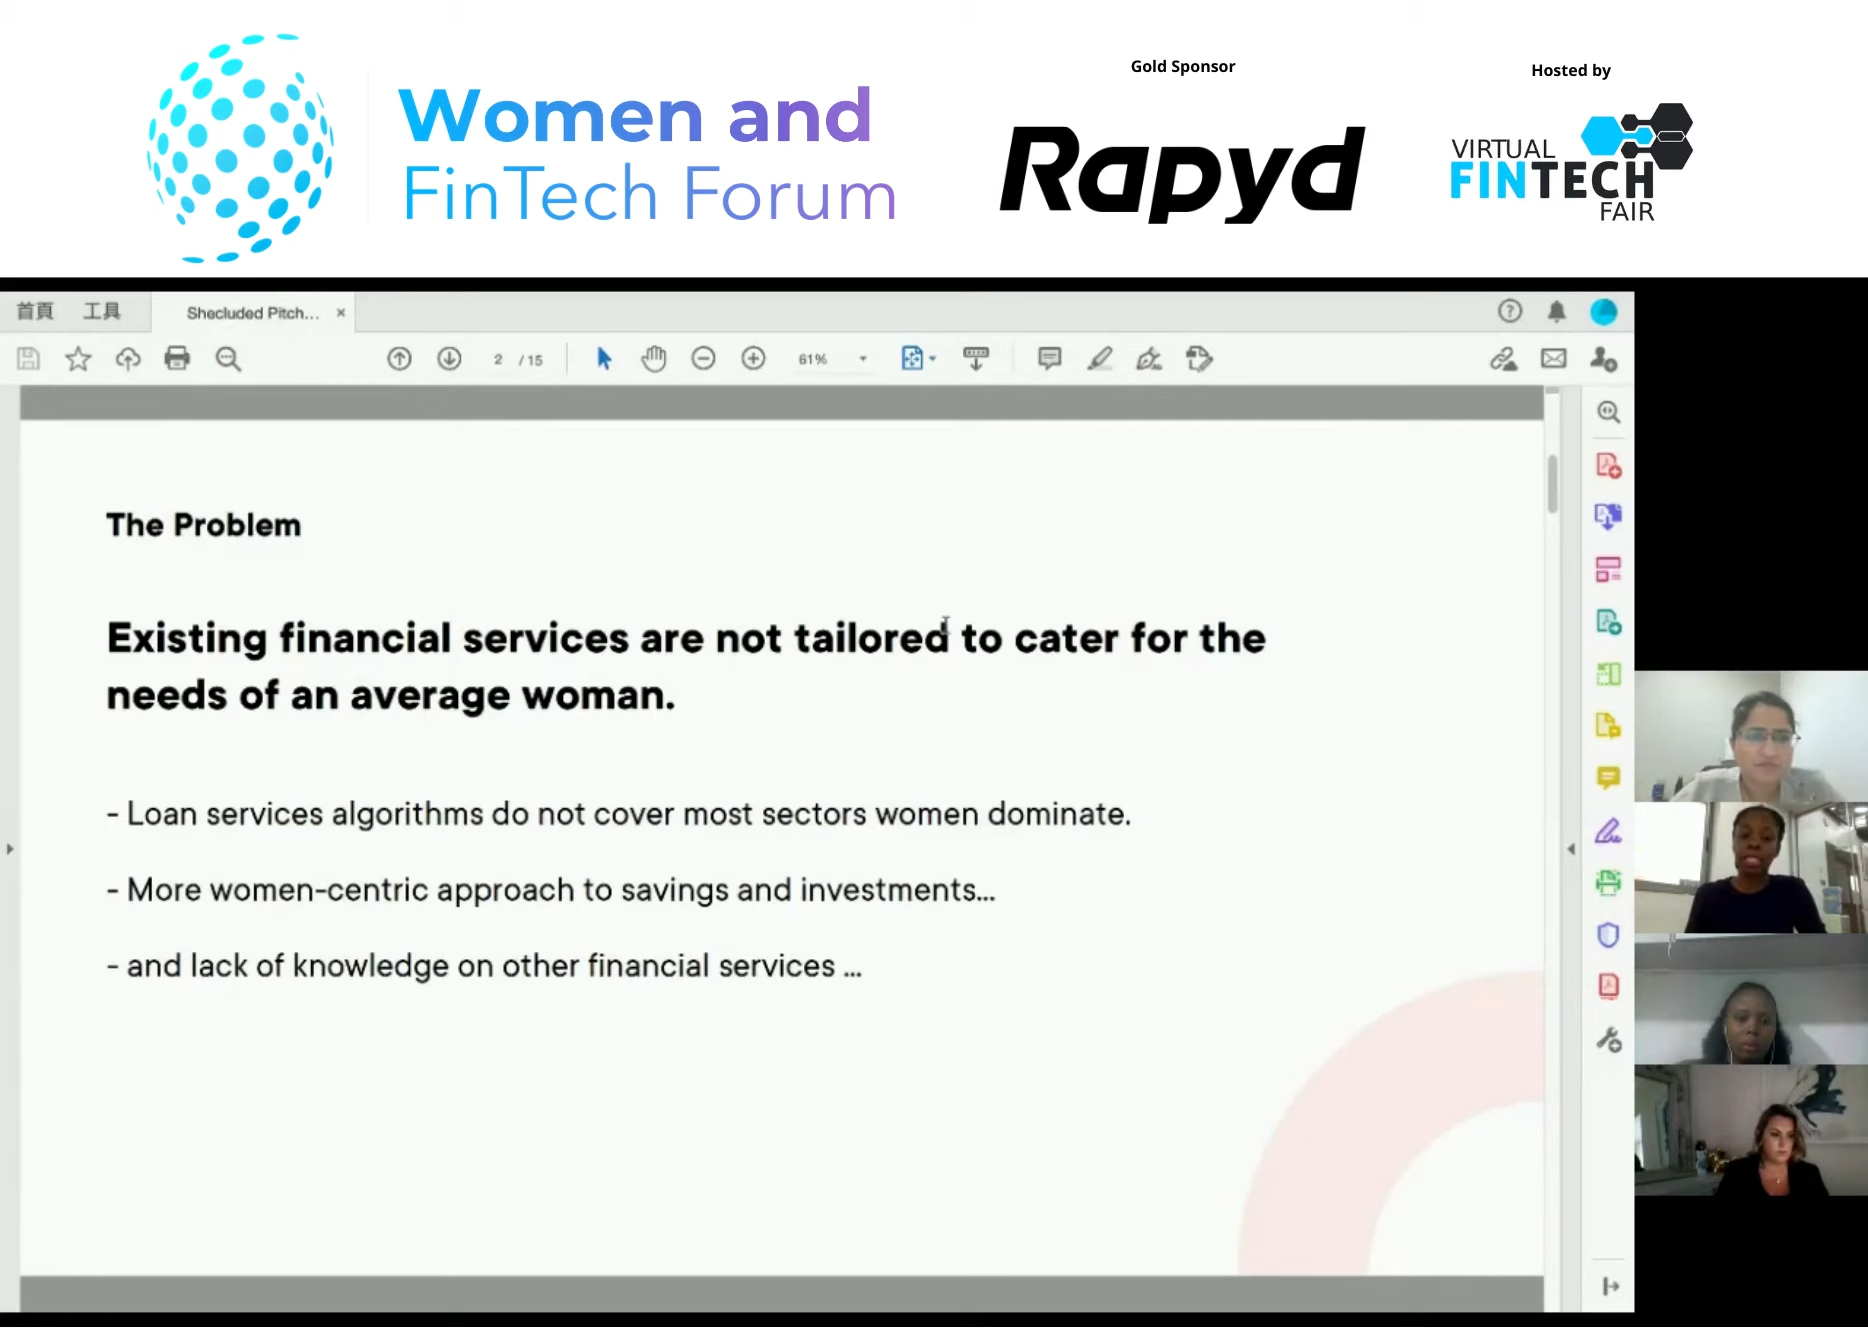 Women and
FinTech Forum
Gold Sponsor
Rapyd
Hosted by
VIRTUAL
FINTECH
FAIR
首頁 工具 Shecluded Pitch... ×
2 / 15 61%
The Problem
Existing financial services are not tailored to cater for the
needs of an average woman.
- Loan services algorithms do not cover most sectors women dominate.
- More women-centric approach to savings and investments...
- and lack of knowledge on other financial services ...